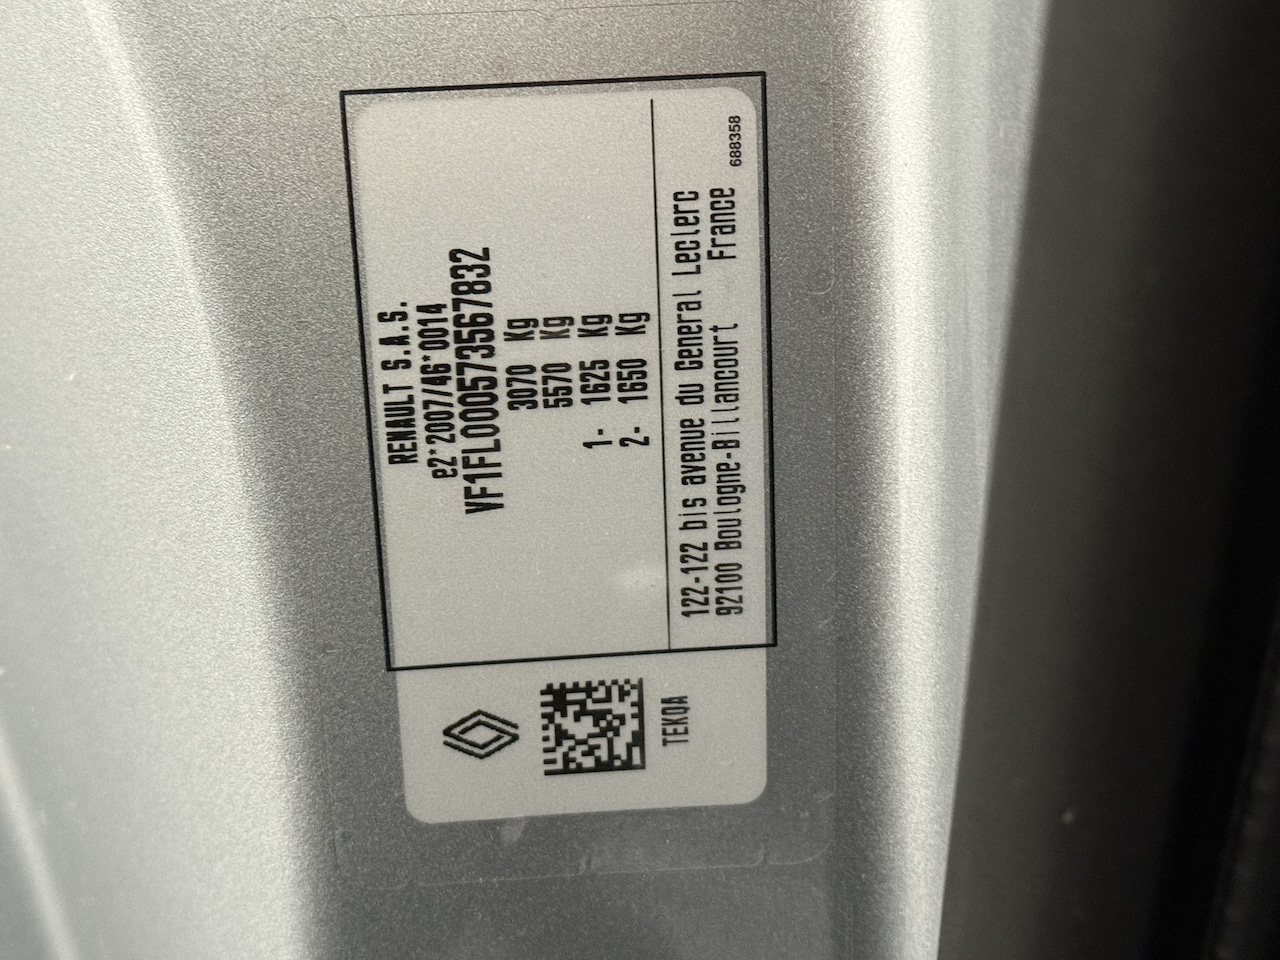 RENAULT S.A.S.
e2*2007/46*0014
VF1FL000573567832
3070 Kg
5570 Kg
1- 1625 Kg
2- 1650 Kg
122-122 bis avenue du General Leclerc
92100 Boulogne-Billancourt France
688358
TEKQA